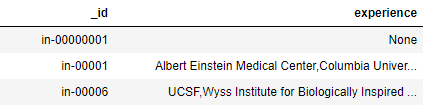 _id experience
in-00000001 None
in-00001 Albert Einstein Medical Center,Columbia Univer...
in-00006 UCSF,Wyss Institute for Biologically Inspired ...